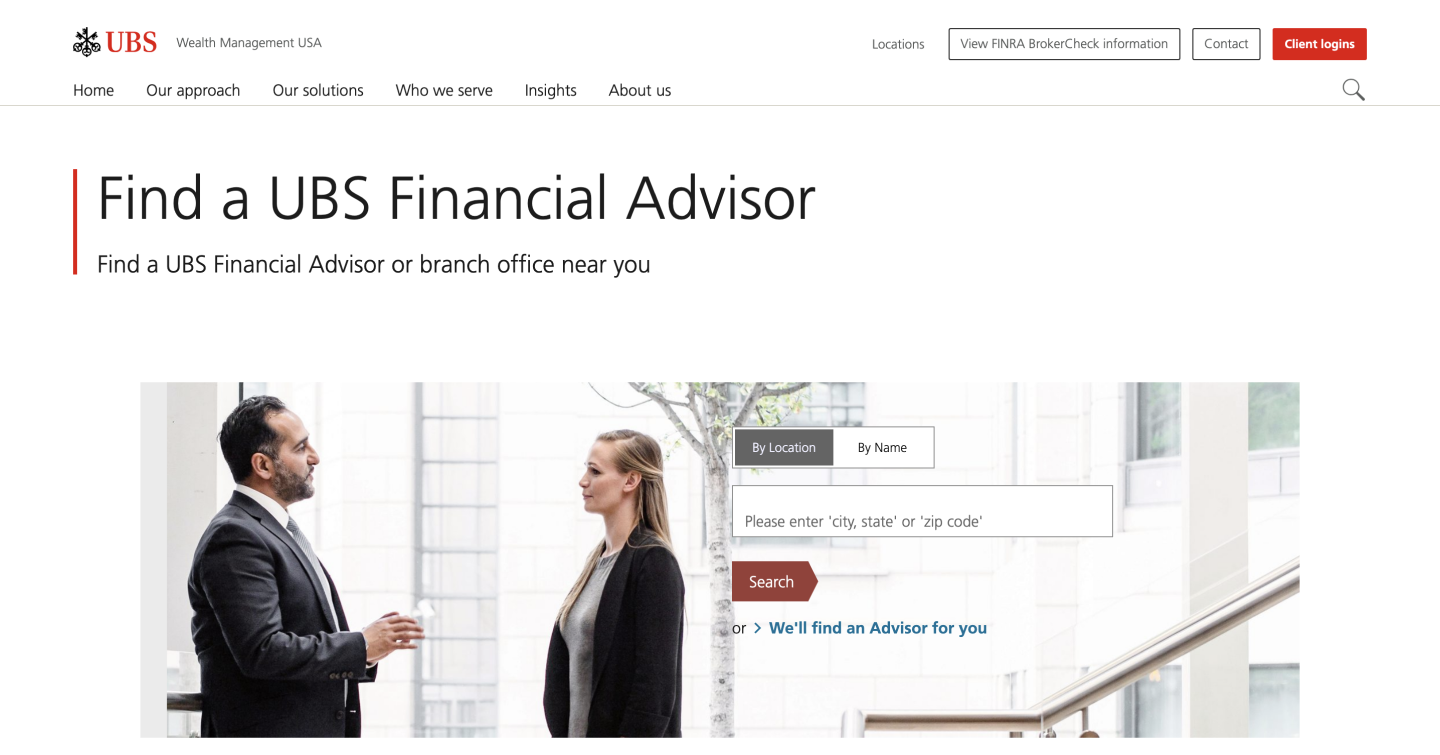 UBS
Wealth Management USA
Locations
View FINRA BrokerCheck information
Contact
Client logins
Home
Our approach
Our solutions
Who we serve
Insights
About us
Find a UBS Financial Advisor
Find a UBS Financial Advisor or branch office near you
By Location
By Name
Please enter 'city, state' or 'zip code'
Search
or We'll find an Advisor for you